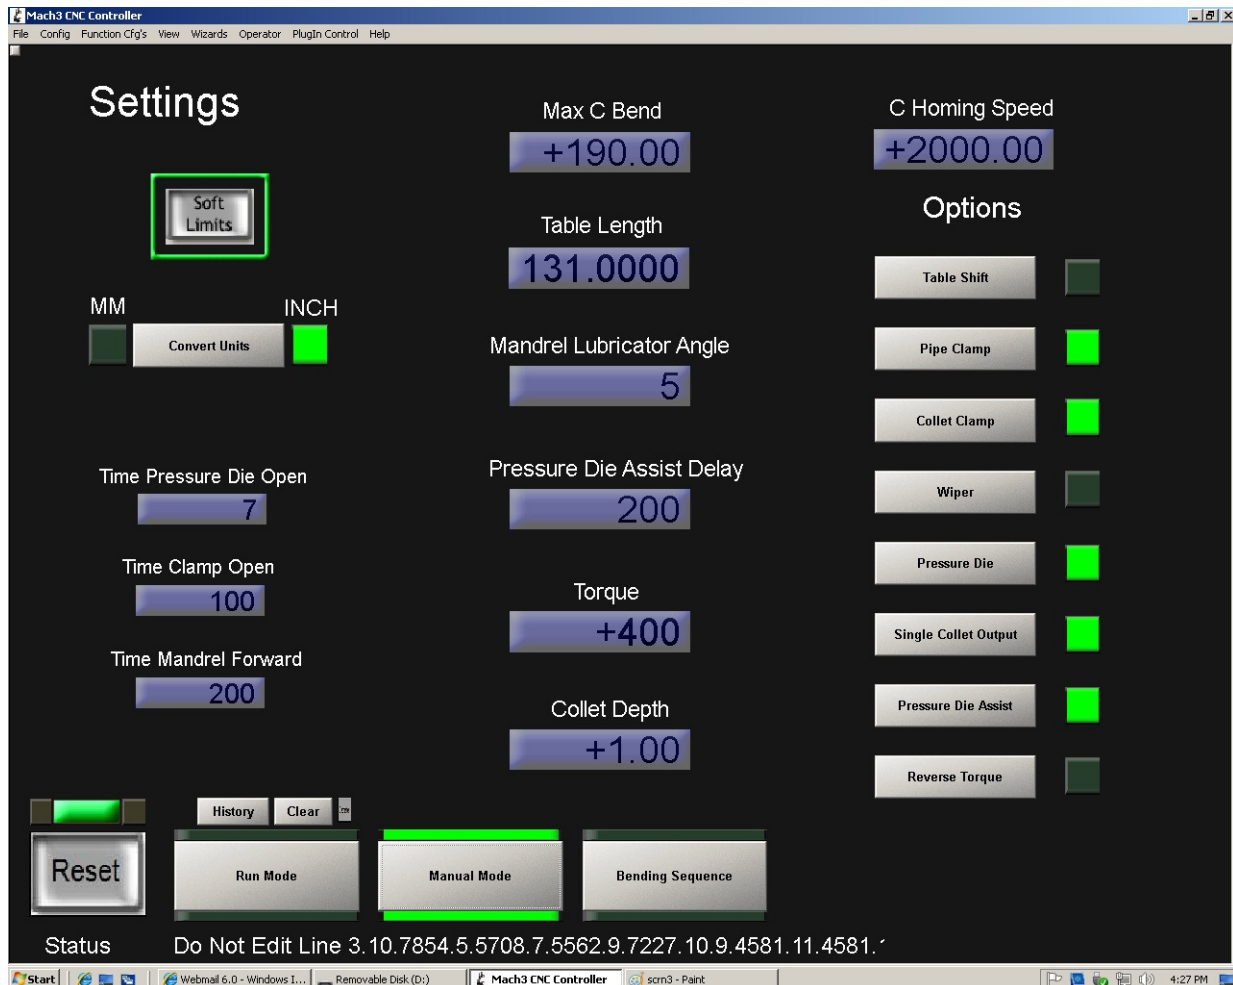 Mach3 CNC Controller
File Config Function Cfg's View Wizards Operator PlugIn Control Help
Settings
Soft
Limits
MM
INCH
Convert Units
Time Pressure Die Open
7
Time Clamp Open
100
Time Mandrel Forward
200
Max C Bend
+190.00
Table Length
131.0000
Mandrel Lubricator Angle
5
Pressure Die Assist Delay
200
Torque
+400
Collet Depth
+1.00
C Homing Speed
+2000.00
Options
Table Shift
Pipe Clamp
Collet Clamp
Wiper
Pressure Die
Single Collet Output
Pressure Die Assist
Reverse Torque
History Clear
Reset
Run Mode
Manual Mode
Bending Sequence
Status Do Not Edit Line 3.10.7854.5.5708.7.5562.9.7227.10.9.4581.11.4581.
Start Webmail 6.0 - Windows I... Removable Disk (D:) Mach3 CNC Controller scrn3 - Paint 4:27 PM